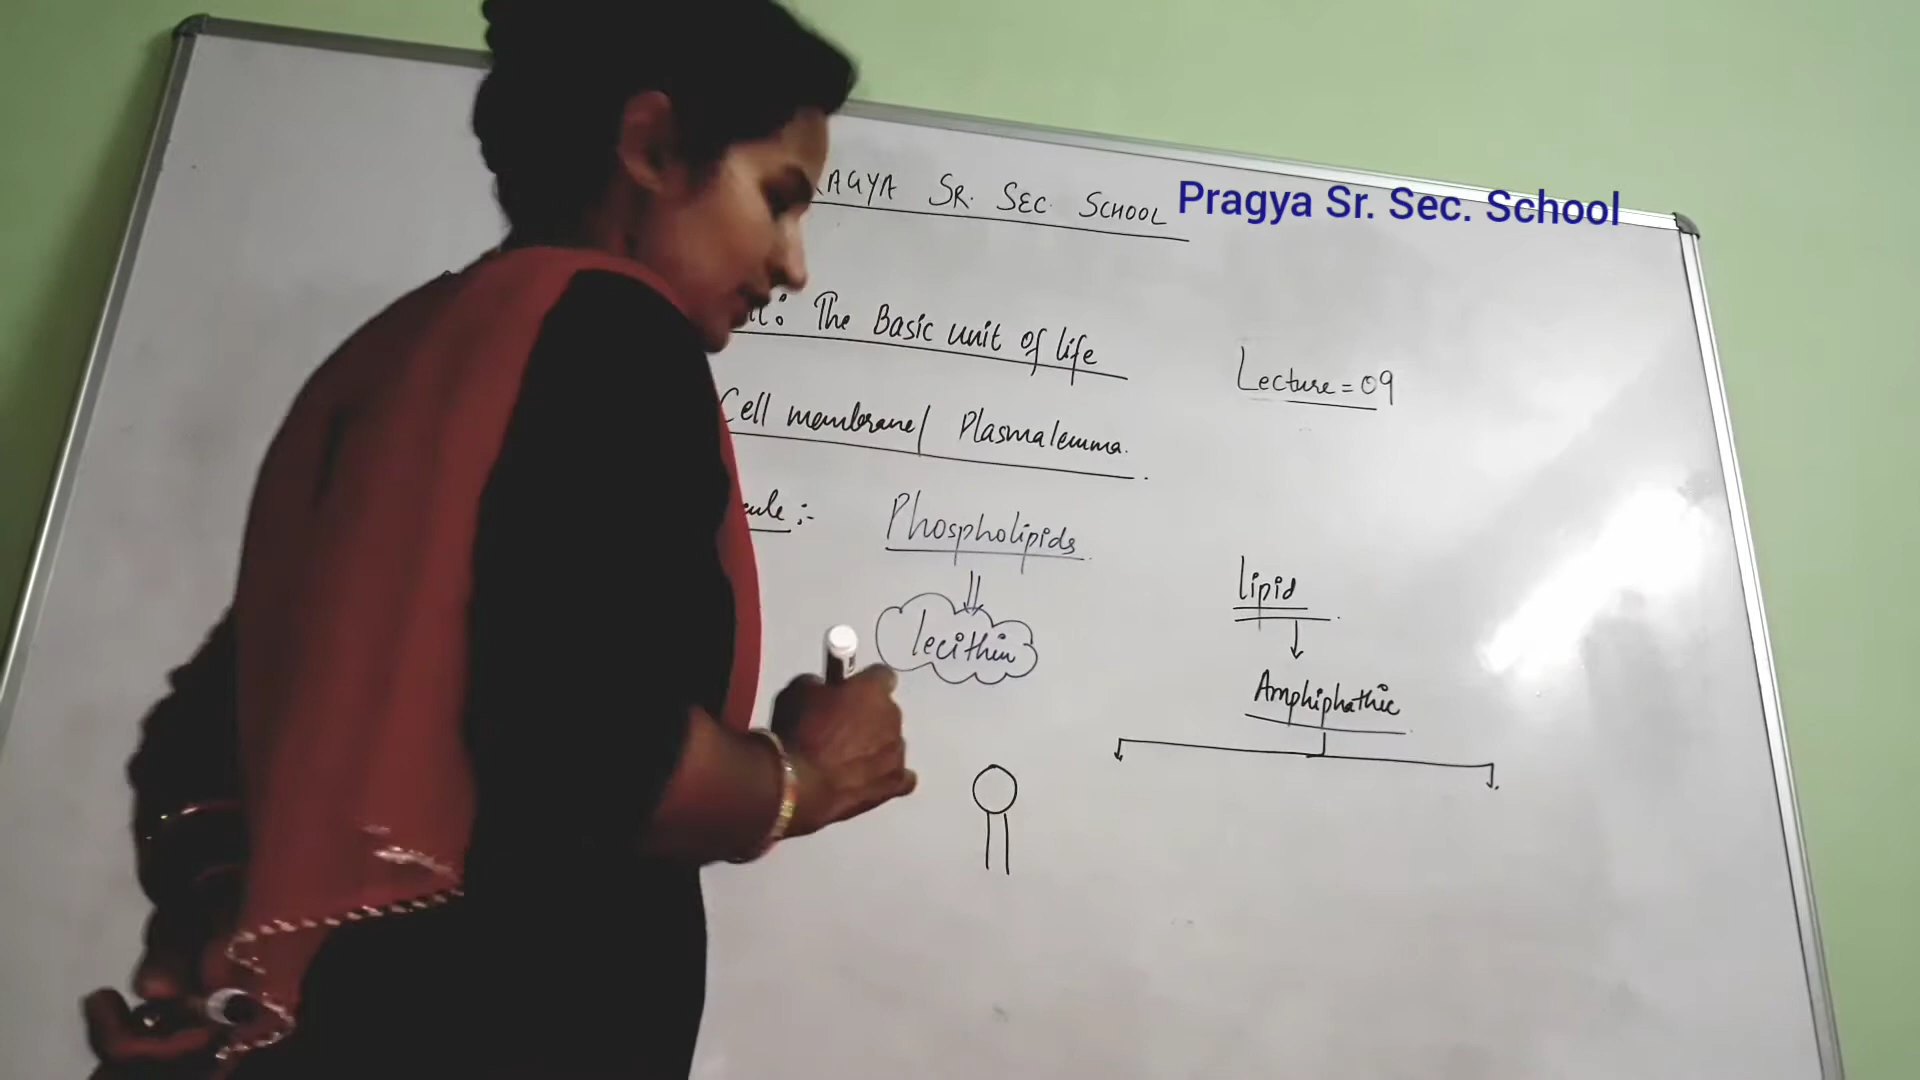 RAGYA SR. SEC. SCHOOL
Pragya Sr. Sec. School
The Basic unit of life
Lecture = 09
Cell membrane/ Plasmalemma.
Phospholipids
lecithin
lipid
Amphiphathic